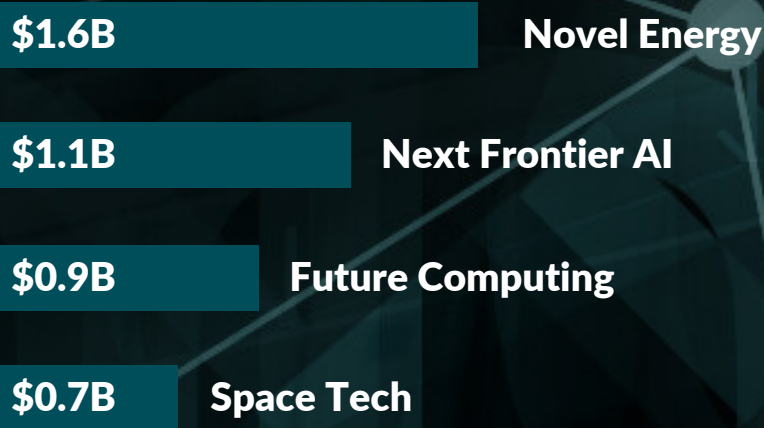 $1.6B Novel Energy
$1.1B Next Frontier AI
$0.9B Future Computing
$0.7B Space Tech